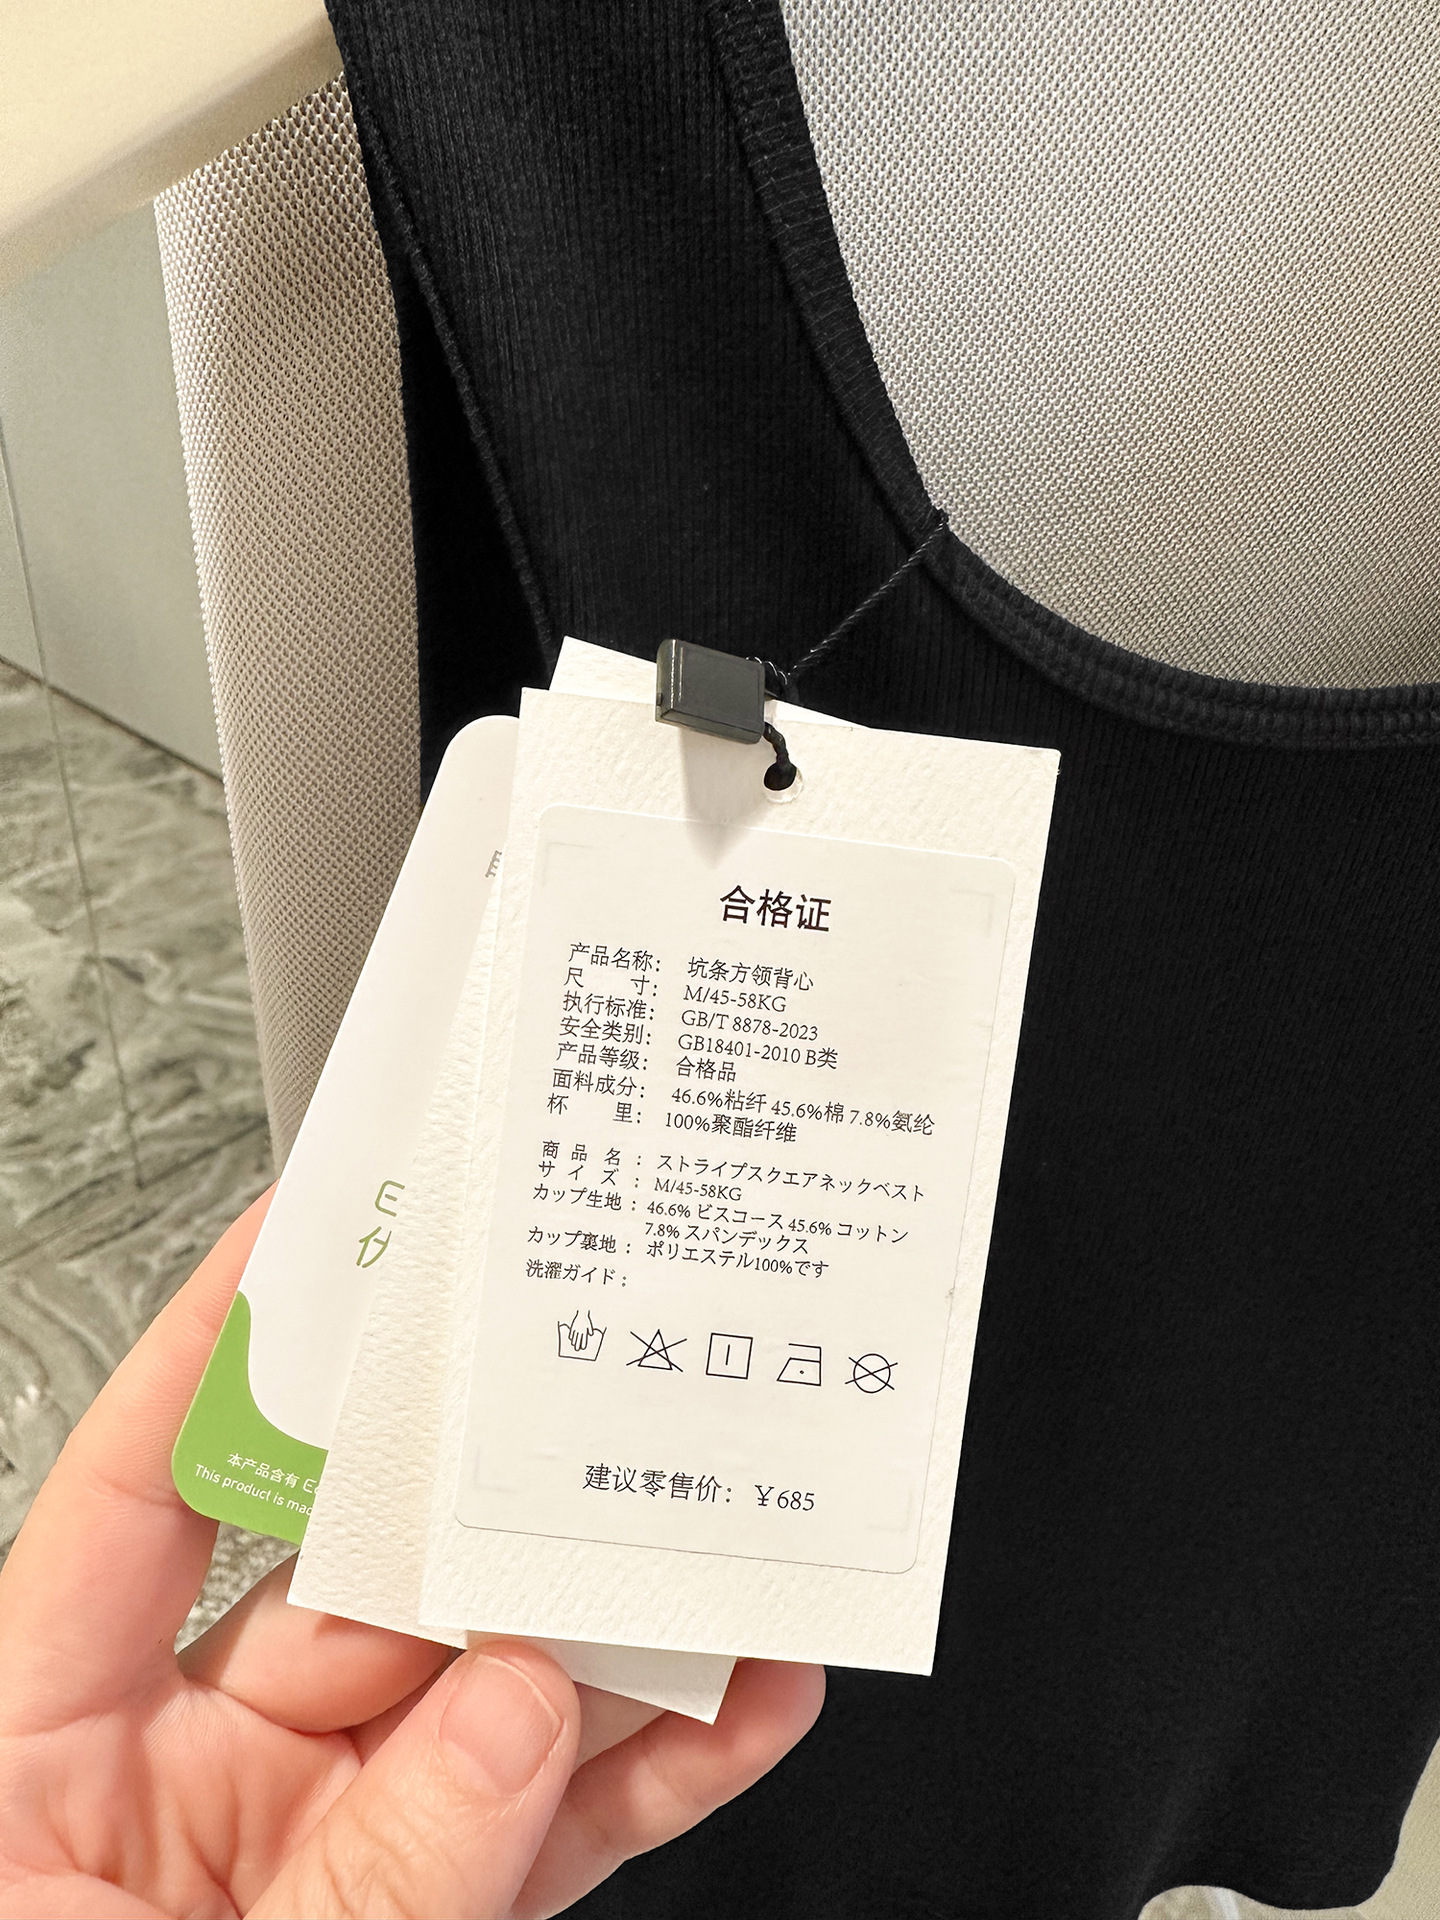 合格证
产品名称： 坑条方领背心
尺 寸： M/45-58KG
执行标准： GB/T 8878-2023
安全类别： GB18401-2010 B类
产品等级： 合格品
面料成分： 46.6%粘纤 45.6%棉 7.8%氨纶
杯 里： 100%聚酯纤维
商 品 名 ： ストライプスクエアネックベスト
サ イ ズ ： M/45-58KG
カップ生地 ： 46.6% ビスコース 45.6% コットン
7.8% スパンデックス
カップ裏地 ： ポリエステル100%です
洗濯ガイド：
建议零售价： ￥685
本产品含有
This product is